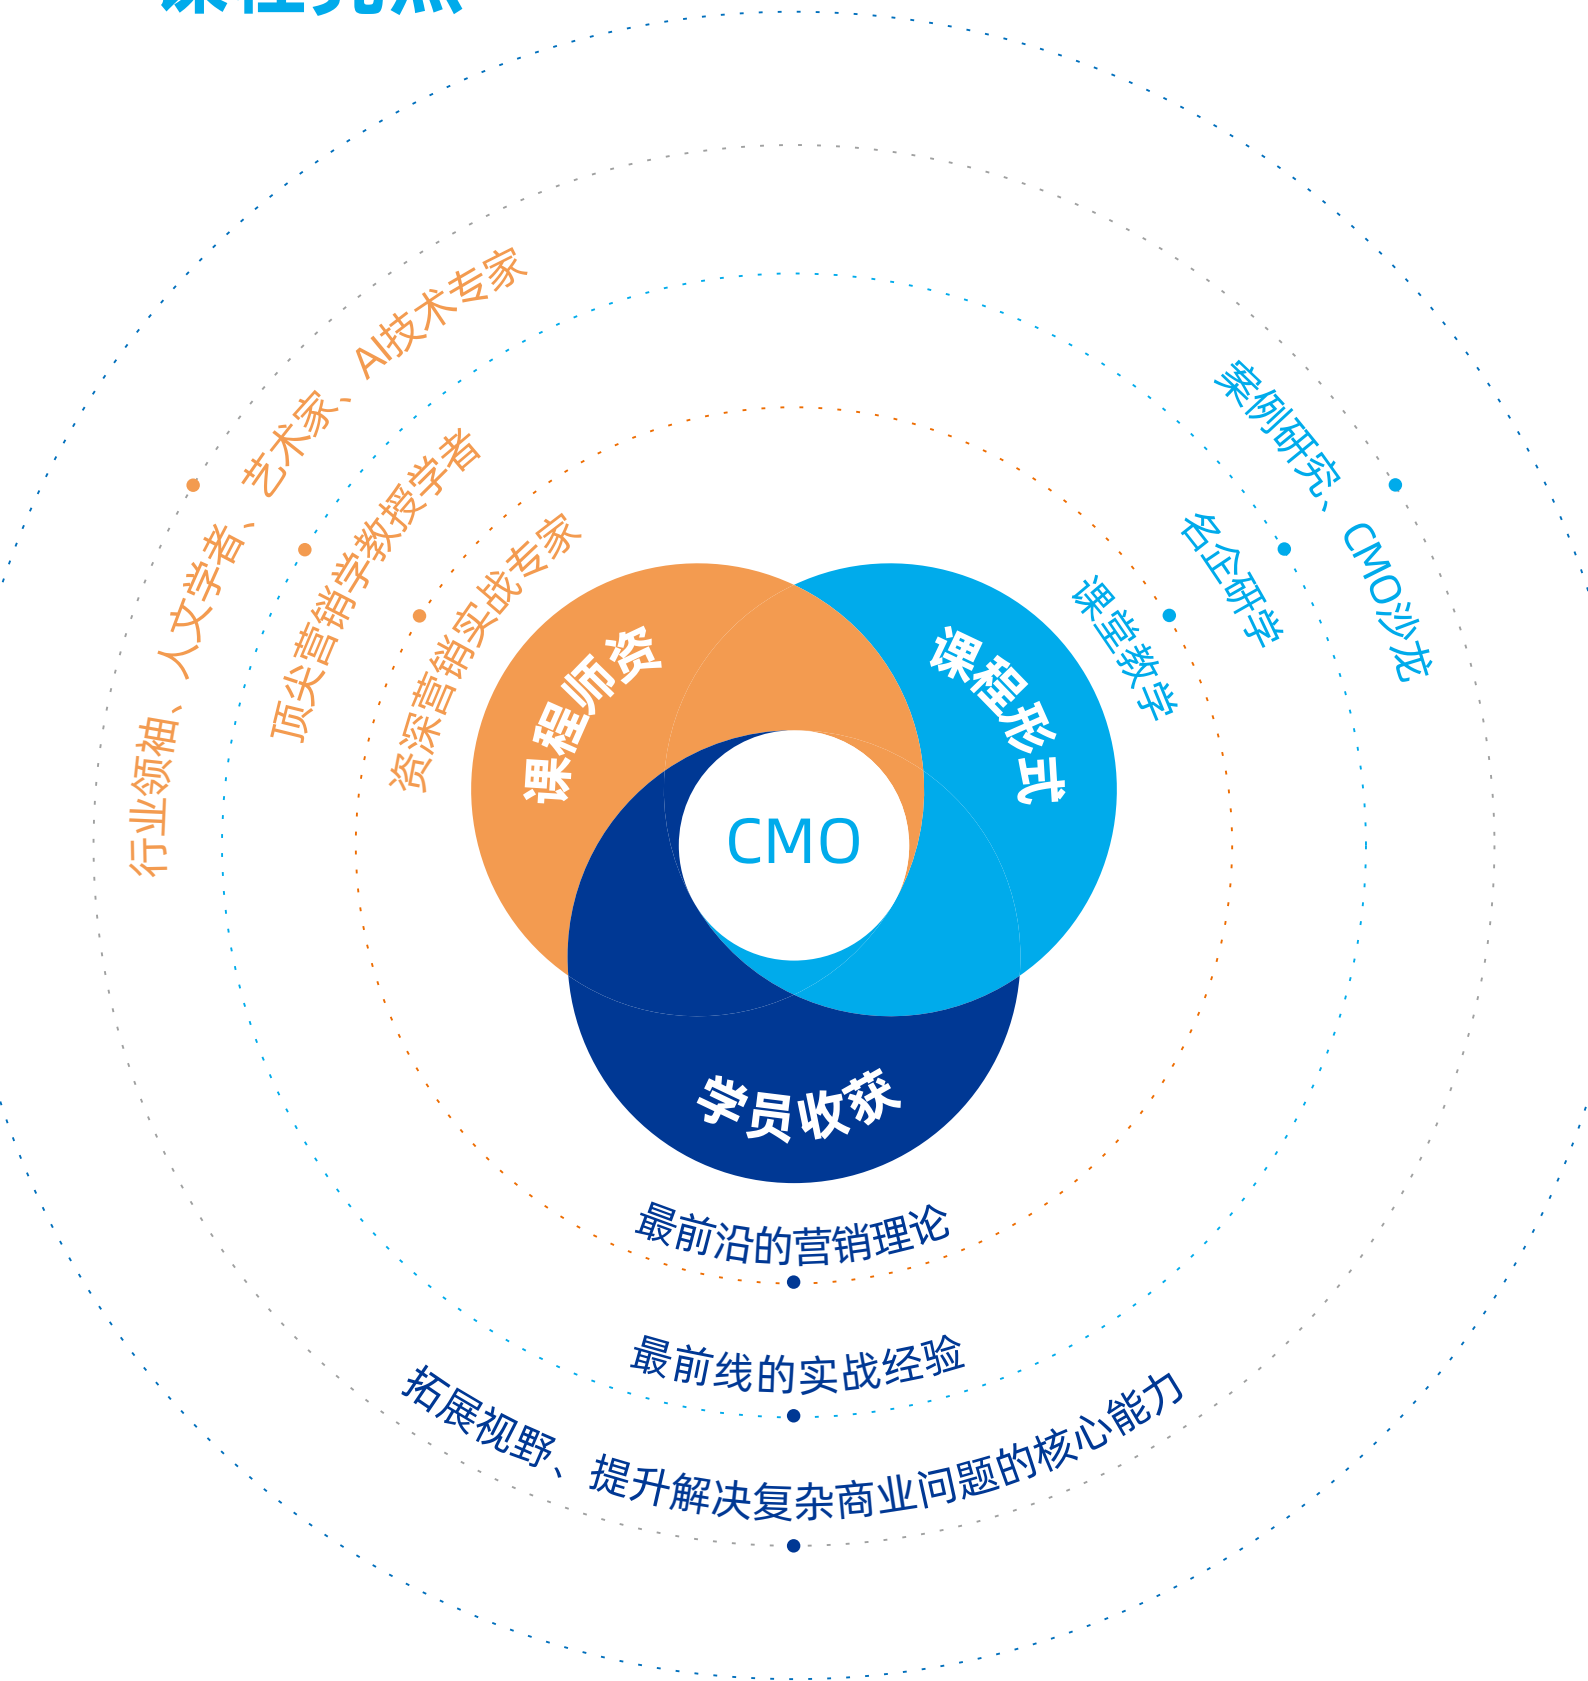 课程亮点
行业领袖、人文学者、艺术家、AI技术专家
顶尖营销学教授学者
资深营销实战专家
课程师资
案例研究、CMO沙龙
名企研学
课堂教学
课程形式
CMO
学员收获
最前沿的营销理论
最前线的实战经验
拓展视野、提升解决复杂商业问题的核心能力